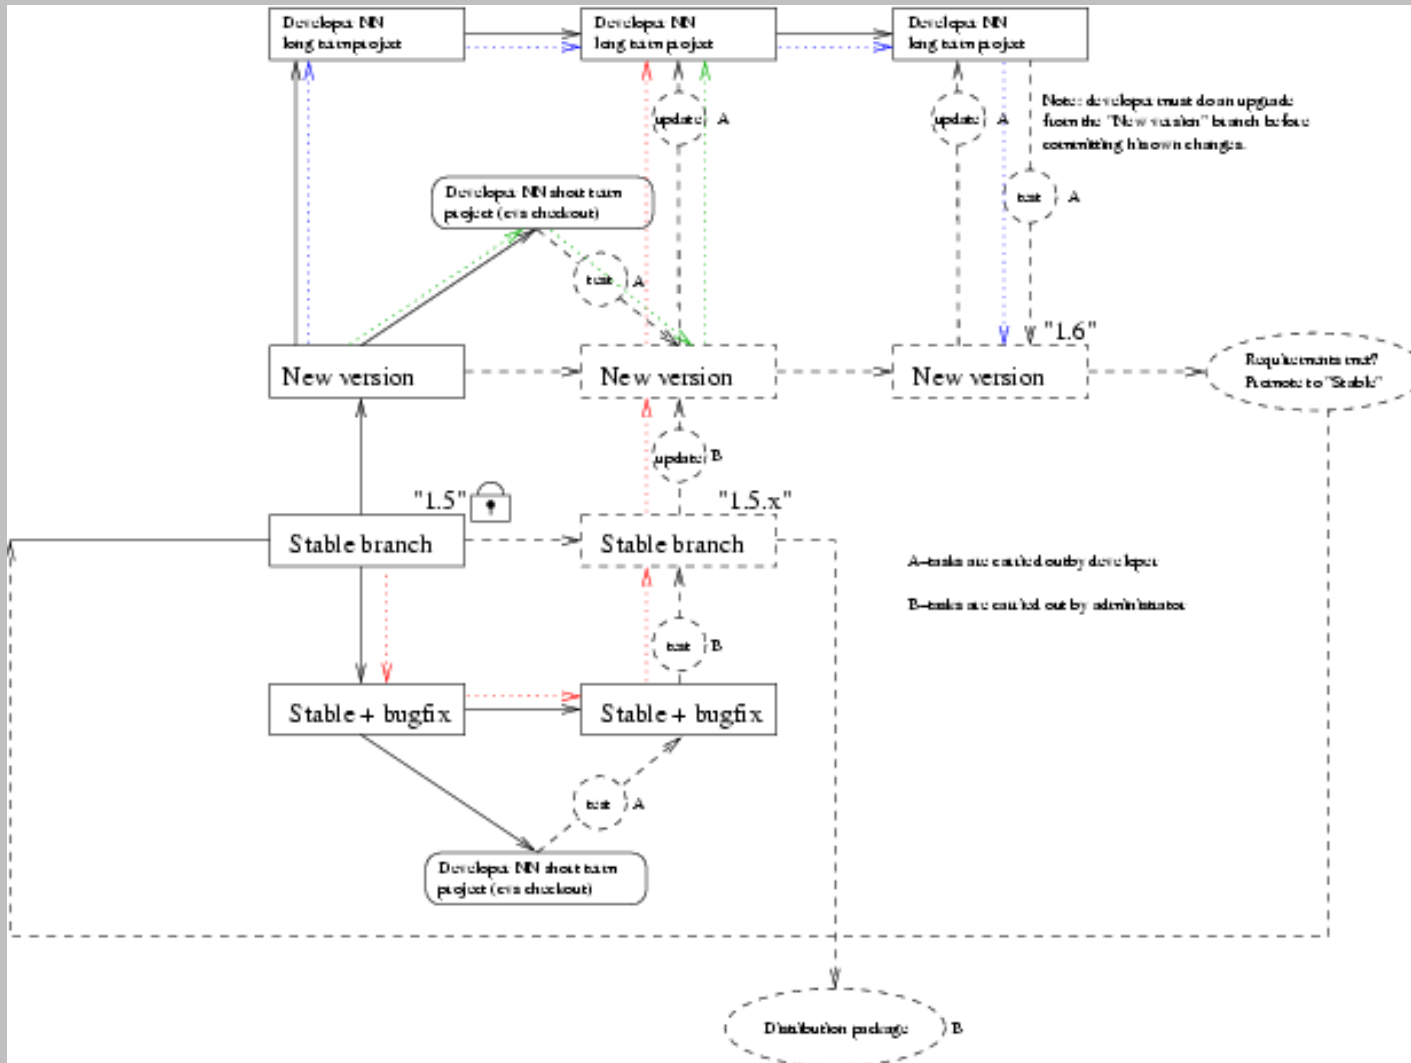 Developer NN
long term project
Developer NN
long term project
Developer NN
long term project
update
A
update
A
Note: developer must do an upgrade
from the "New version" branch before
committing his own changes.
Developer NN short term
project (cvs checkout)
test
A
test
A
"1.6"
New version
New version
New version
Requirements met?
Promote to "Stable"
update
B
"1.5"
"1.5.x"
Stable branch
Stable branch
A-tasks are carried out by developer
B-tasks are carried out by administrator
test
B
Stable + bugfix
Stable + bugfix
test
A
Developer NN short term
project (cvs checkout)
Distribution package
B